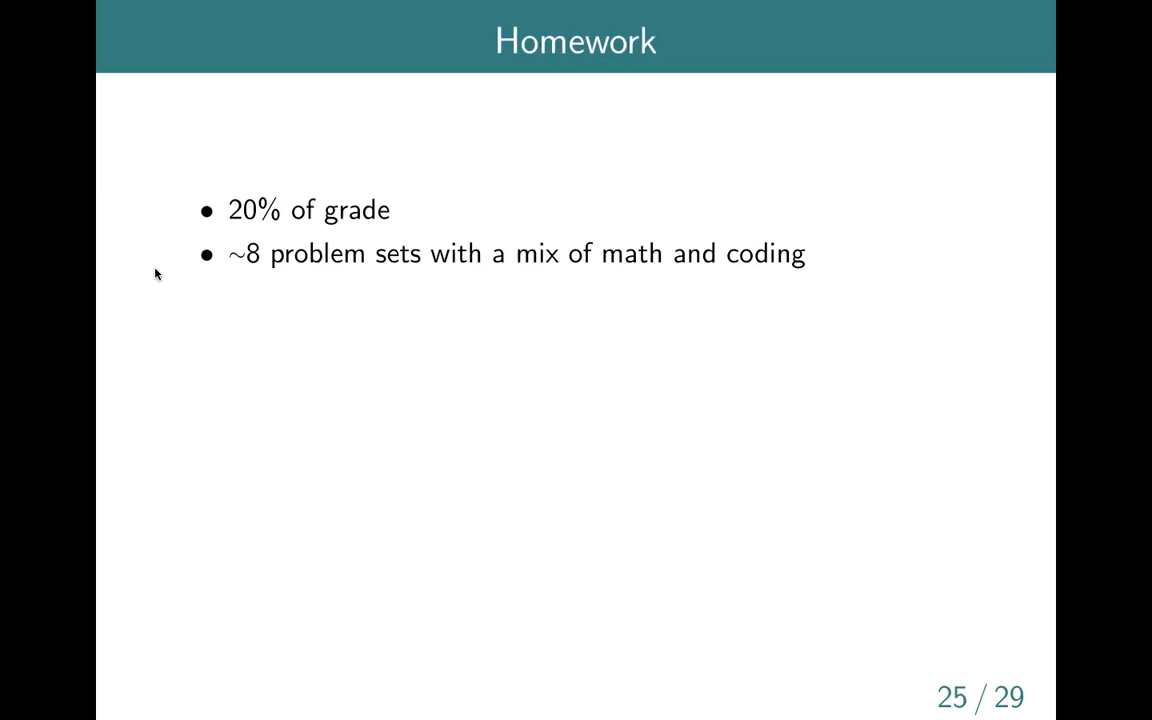 Homework
• 20% of grade
• ~8 problem sets with a mix of math and coding
25 / 29